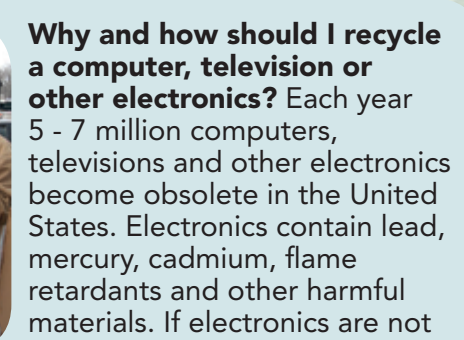 Why and how should I recycle
a computer, television or
other electronics? Each year
5 - 7 million computers,
televisions and other electronics
become obsolete in the United
States. Electronics contain lead,
mercury, cadmium, flame
retardants and other harmful
materials. If electronics are not